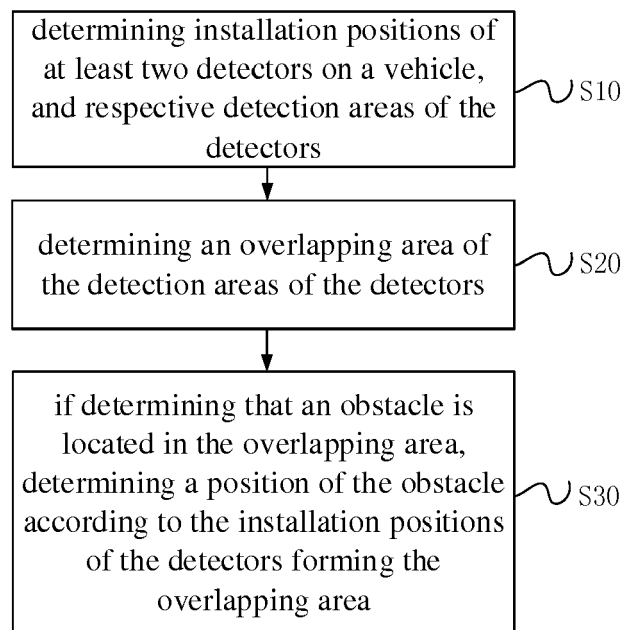 determining installation positions of
at least two detectors on a vehicle,
and respective detection areas of the
detectors
S10
determining an overlapping area of
the detection areas of the detectors
S20
if determining that an obstacle is
located in the overlapping area,
determining a position of the obstacle
according to the installation positions
of the detectors forming the
overlapping area
S30